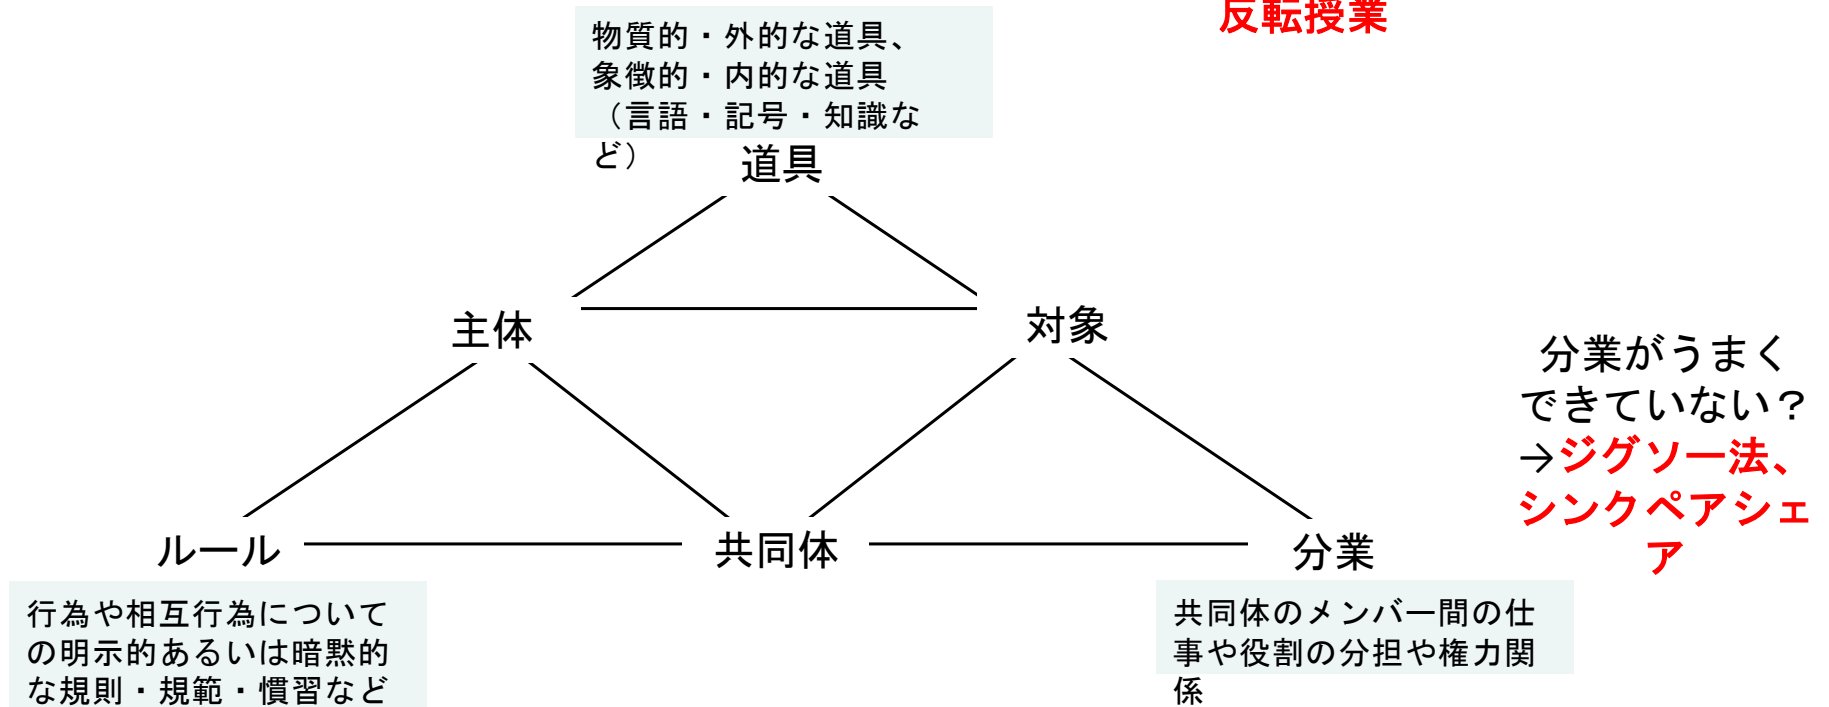 反転授業
物質的・外的な道具、
象徴的・内的な道具
（言語・記号・知識な
ど）
道具
主体
対象
分業がうまく
できていない？
→ジグソー法、
シンクペアシェ
ア
ルール
共同体
分業
行為や相互行為について
の明示的あるいは暗黙的
な規則・規範・慣習など
共同体のメンバー間の仕
事や役割の分担や権力関
係